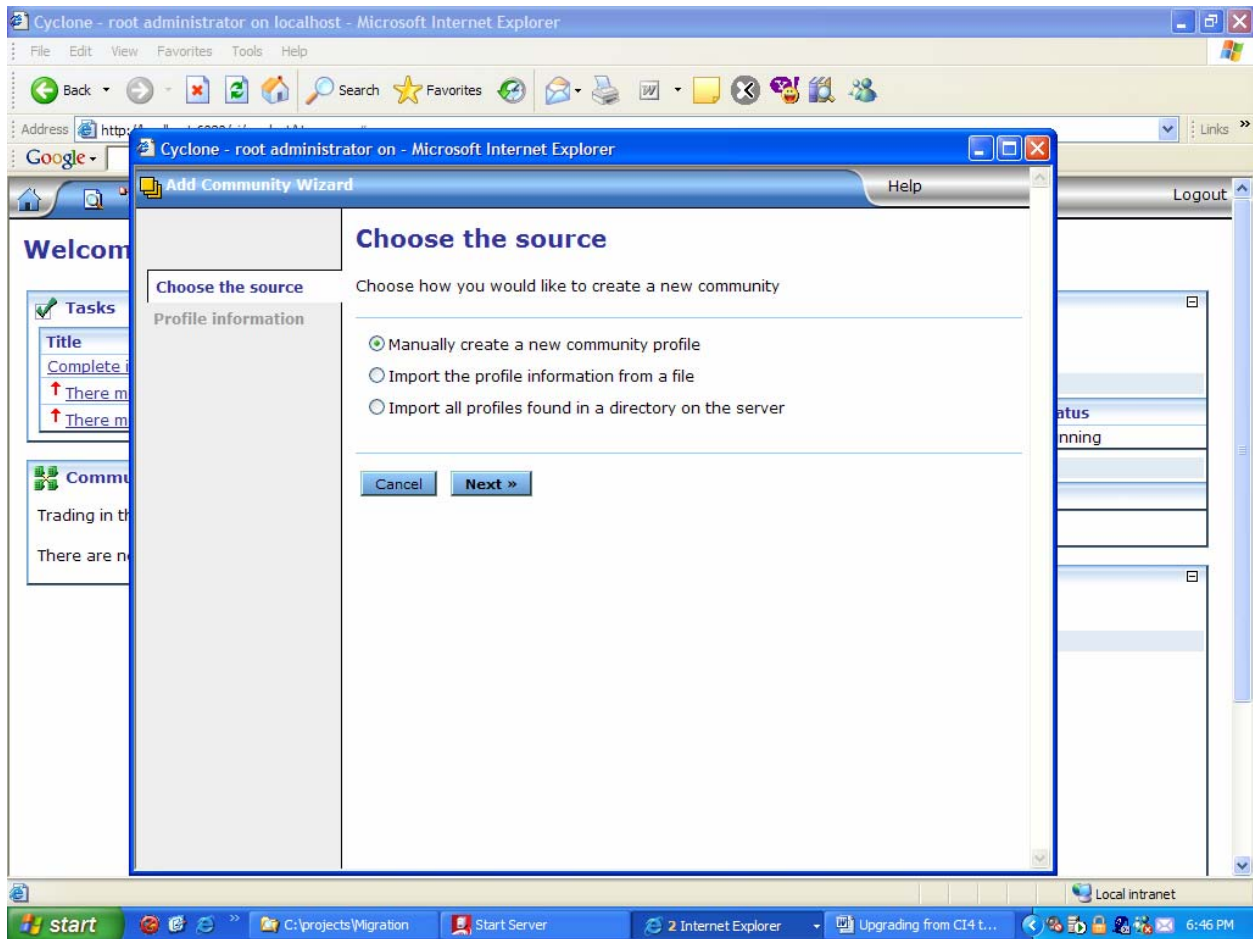 Cyclone - root administrator on localhost - Microsoft Internet Explorer
File Edit View Favorites Tools Help
Back Search Favorites
Address http: Links »
Google
Cyclone - root administrator on - Microsoft Internet Explorer
Add Community Wizard Help
Logout
Welcom
Choose the source
Choose the source
Choose how you would like to create a new community
Profile information
Tasks
Title
Complete i
There m
There m
Manually create a new community profile
Import the profile information from a file
Import all profiles found in a directory on the server
atus
nning
Cancel Next »
Commu
Trading in th
There are n
Local intranet
start » C:\projects\Migration Start Server 2 Internet Explorer Upgrading from CI4 t... 6:46 PM